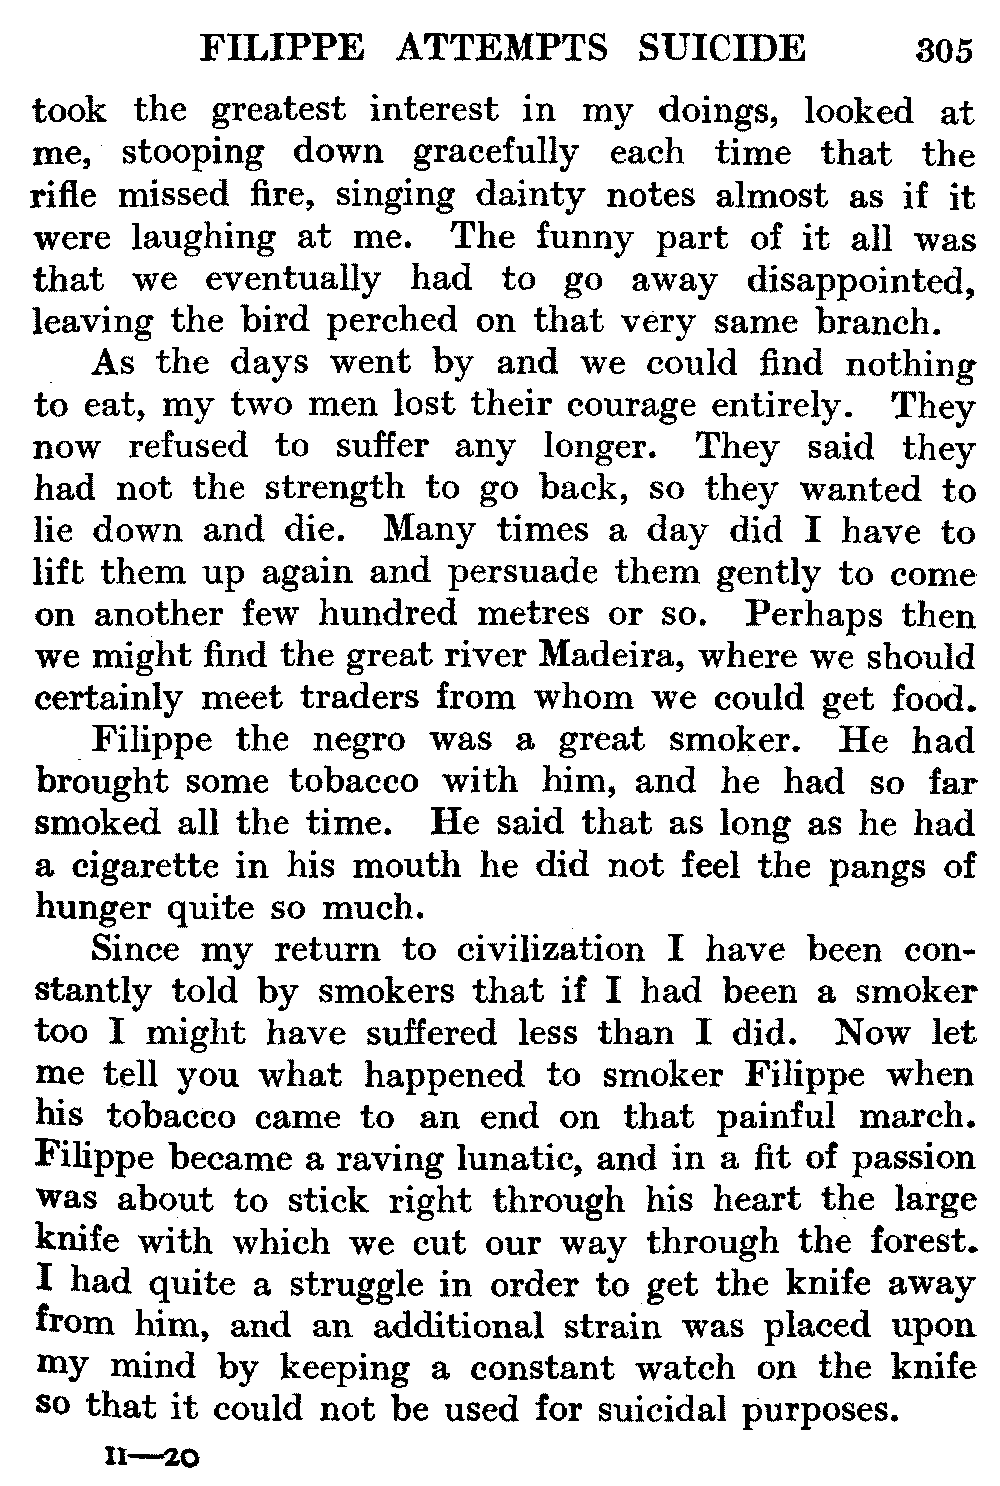 FILIPPE ATTEMPTS SUICIDE 305
took the greatest interest in my doings, looked at
me, stooping down gracefully each time that the
rifle missed fire, singing dainty notes almost as if it
were laughing at me. The funny part of it all was
that we eventually had to go away disappointed,
leaving the bird perched on that very same branch.
As the days went by and we could find nothing
to eat, my two men lost their courage entirely. They
now refused to suffer any longer. They said they
had not the strength to go back, so they wanted to
lie down and die. Many times a day did I have to
lift them up again and persuade them gently to come
on another few hundred metres or so. Perhaps then
we might find the great river Madeira, where we should
certainly meet traders from whom we could get food.
Filippe the negro was a great smoker. He had
brought some tobacco with him, and he had so far
smoked all the time. He said that as long as he had
a cigarette in his mouth he did not feel the pangs of
hunger quite so much.
Since my return to civilization I have been con-
stantly told by smokers that if I had been a smoker
too I might have suffered less than I did. Now let
me tell you what happened to smoker Filippe when
his tobacco came to an end on that painful march.
Filippe became a raving lunatic, and in a fit of passion
was about to stick right through his heart the large
knife with which we cut our way through the forest.
I had quite a struggle in order to get the knife away
from him, and an additional strain was placed upon
my mind by keeping a constant watch on the knife
so that it could not be used for suicidal purposes.
II—20